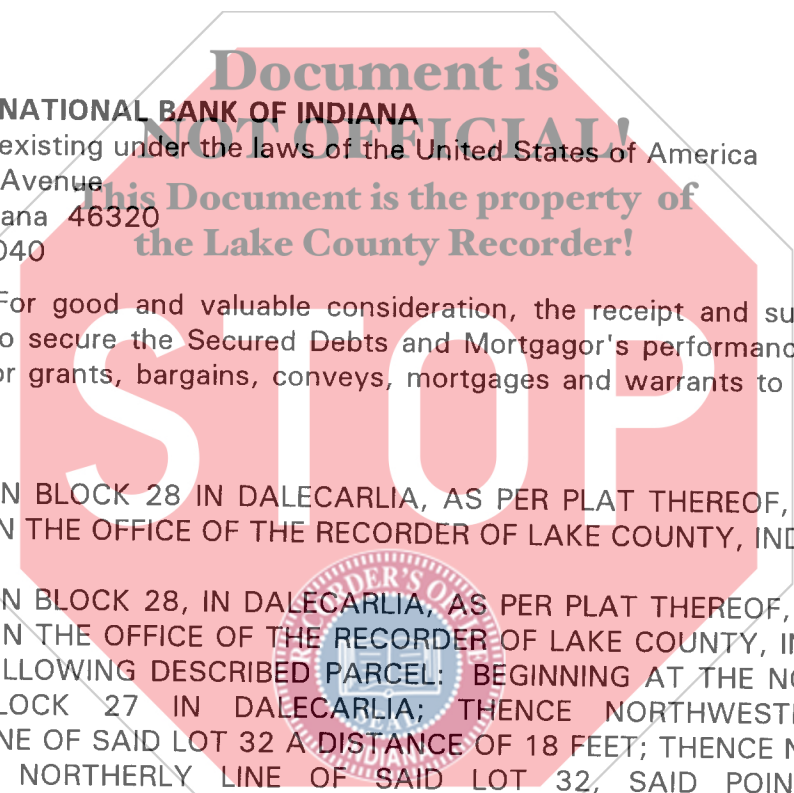 Document is
NATIONAL BANK OF INDIANA
NOT OFFICIAL!
existing under the laws of the United States of America
Avenue
This Document is the property of
ana 46320
the Lake County Recorder!
040
For good and valuable consideration, the receipt and su
o secure the Secured Debts and Mortgagor's performanc
or grants, bargains, conveys, mortgages and warrants to
STOP
N BLOCK 28 IN DALECARLIA, AS PER PLAT THEREOF,
N THE OFFICE OF THE RECORDER OF LAKE COUNTY, IND
RECORDER'S OFFICE
N BLOCK 28, IN DALECARLIA, AS PER PLAT THEREOF,
N THE OFFICE OF THE RECORDER OF LAKE COUNTY, IN
LLOWING DESCRIBED PARCEL: BEGINNING AT THE NO
LOCK 27 IN DALECARLIA; THENCE NORTHWESTE
NE OF SAID LOT 32 A DISTANCE OF 18 FEET; THENCE N
INDIANA
NORTHERLY LINE OF SAID LOT 32, SAID POIN